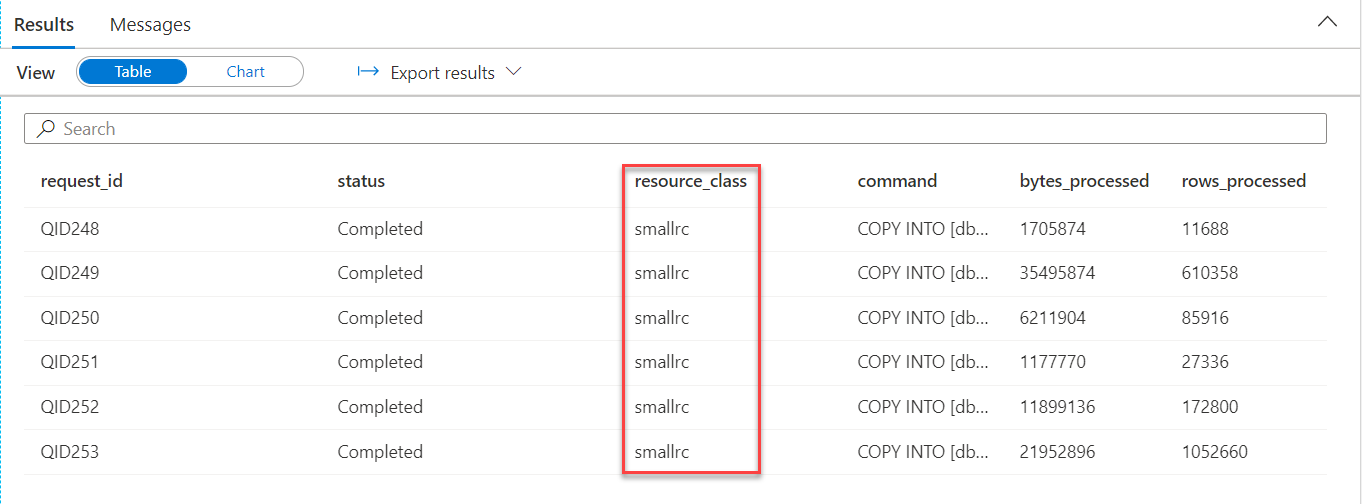 Results Messages
View Table Chart Export results
Search
request_id status resource_class command bytes_processed rows_processed
QID248 Completed smallrc COPY INTO [db... 1705874 11688
QID249 Completed smallrc COPY INTO [db... 35495874 610358
QID250 Completed smallrc COPY INTO [db... 6211904 85916
QID251 Completed smallrc COPY INTO [db... 1177770 27336
QID252 Completed smallrc COPY INTO [db... 11899136 172800
QID253 Completed smallrc COPY INTO [db... 21952896 1052660